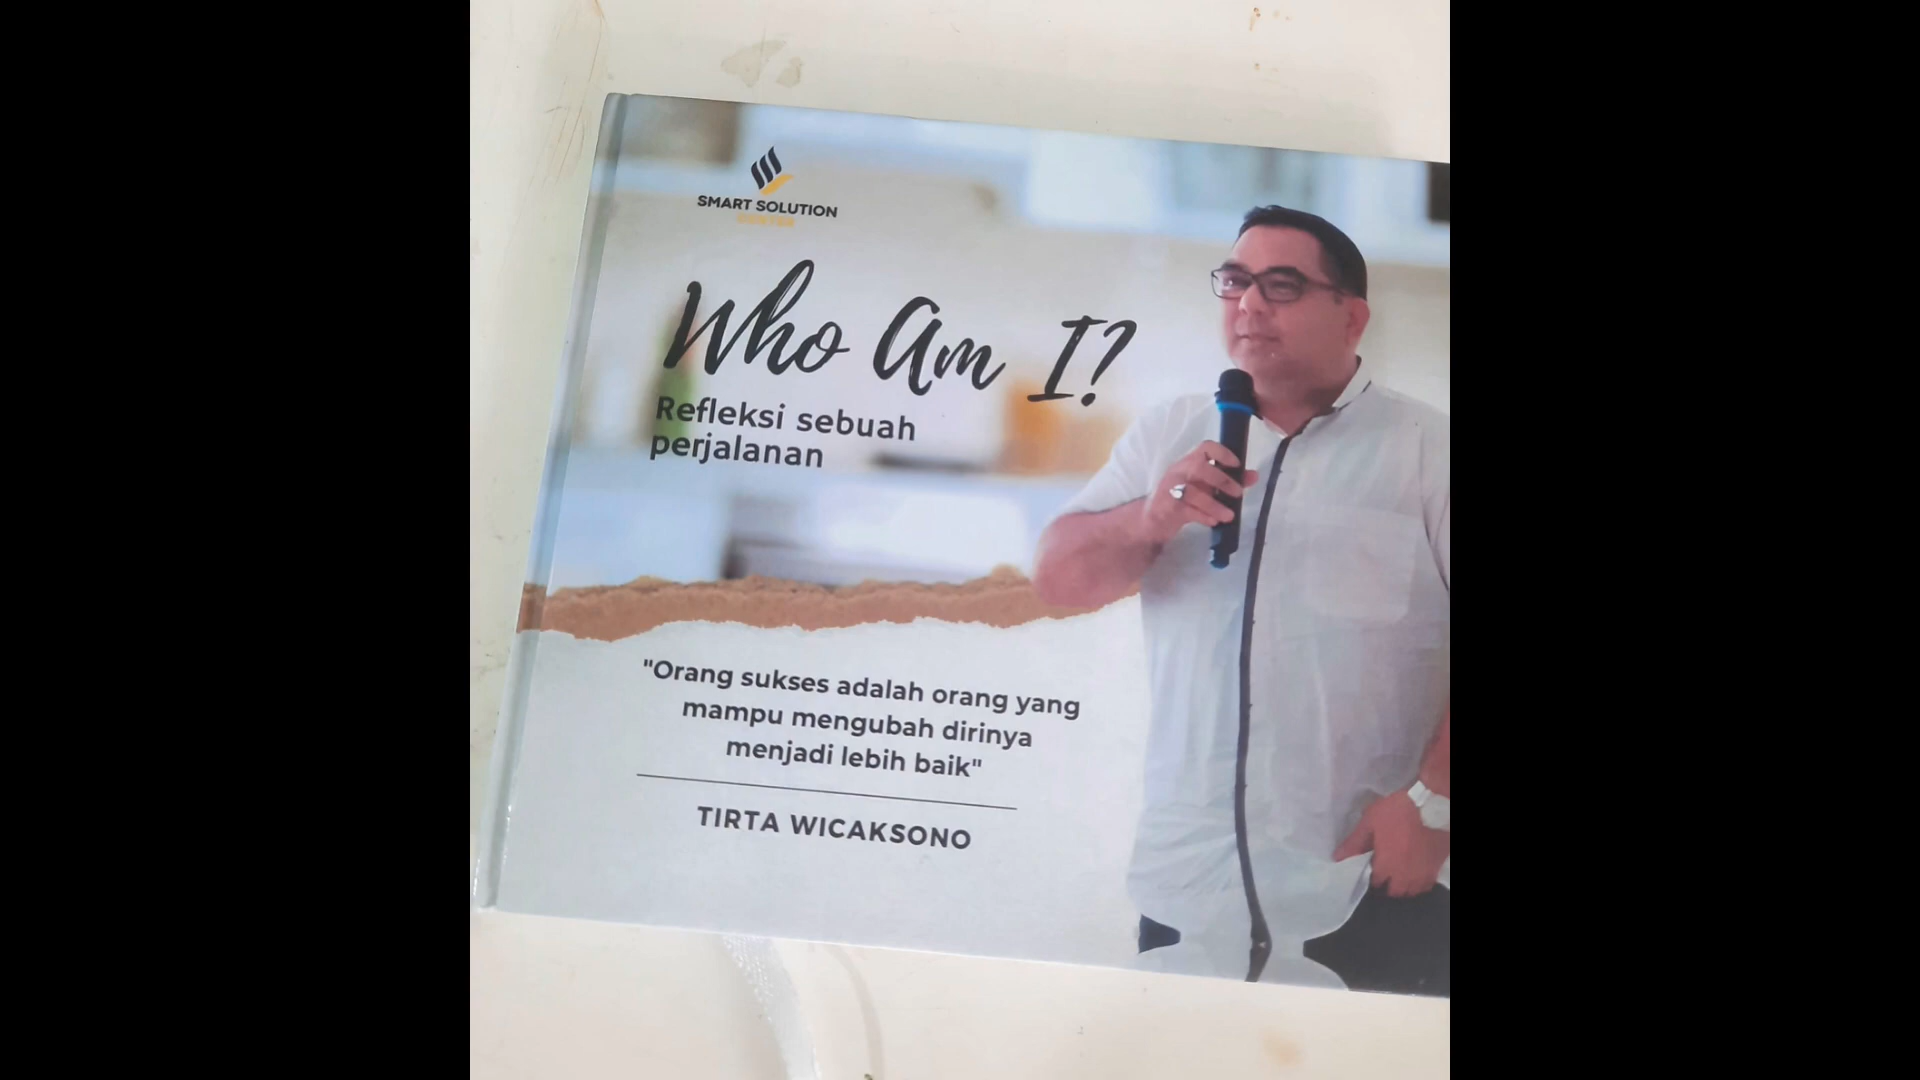 SMART SOLUTION
CENTER
Who Am I?
Refleksi sebuah
perjalanan
"Orang sukses adalah orang yang
mampu mengubah dirinya
menjadi lebih baik"
TIRTA WICAKSONO